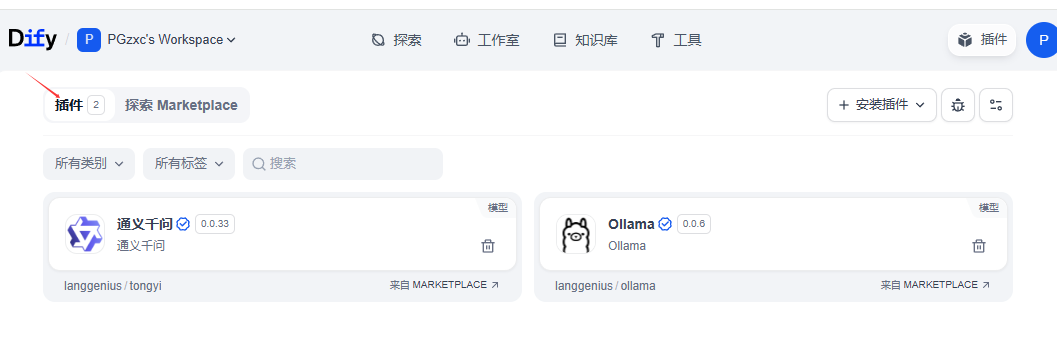 Dify / P PGzxc's Workspace 探索 工作室 知识库 工具 插件 P
插件 2 探索 Marketplace 安装插件
所有类别 所有标签 搜索
模型 模型
通义千问 0.0.33 Ollama 0.0.6
通义千问 Ollama
langgenius / tongyi 来自 MARKETPLACE langgenius / ollama 来自 MARKETPLACE